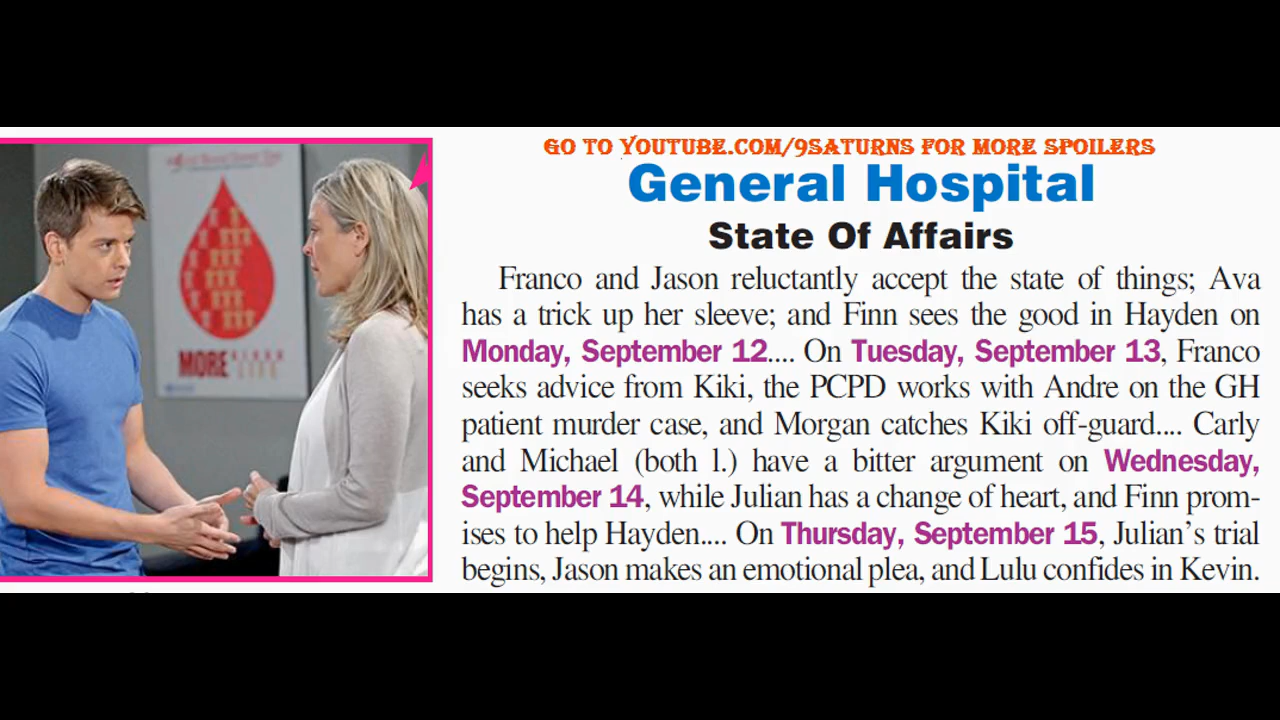 GO TO YOUTUBE.COM/9SATURNS FOR MORE SPOILERS
General Hospital
State Of Affairs
Franco and Jason reluctantly accept the state of things; Ava
has a trick up her sleeve; and Finn sees the good in Hayden on
Monday, September 12.... On Tuesday, September 13, Franco
seeks advice from Kiki, the PCPD works with Andre on the GH
patient murder case, and Morgan catches Kiki off-guard.... Carly
and Michael (both l.) have a bitter argument on Wednesday,
September 14, while Julian has a change of heart, and Finn prom-
ises to help Hayden.... On Thursday, September 15, Julian's trial
begins, Jason makes an emotional plea, and Lulu confides in Kevin.
MORE